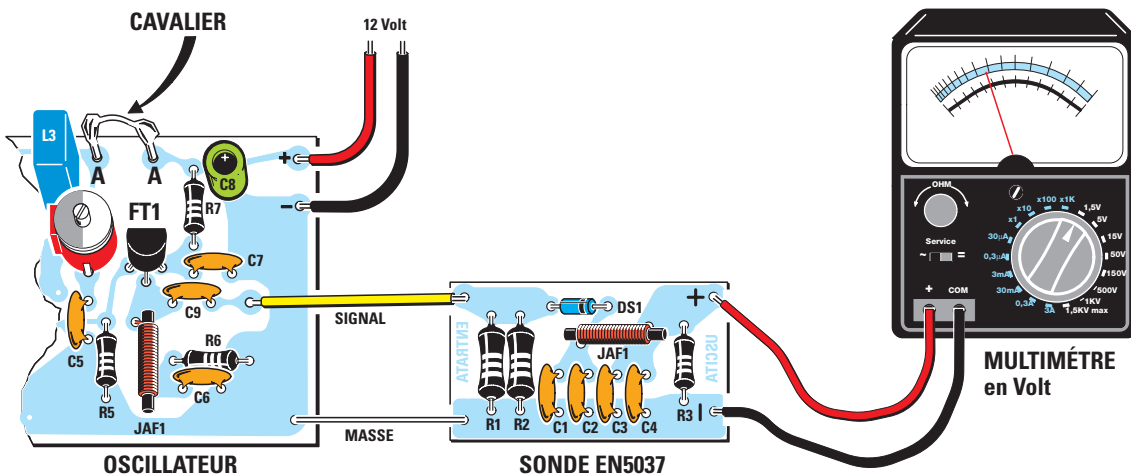 CAVALIER
12 Volt
L3
A A
+
C8
FT1
R7
-
C7
C9
SIGNAL
C5
R6
R5
C6
JAF1
MASSE
OSCILLATEUR
ENTRATA
DS1
+
JAF1
USCITA
R1 R2 C1 C2 C3 C4 R3
SONDE EN5037
OHM
Service
~ =
x1
x10
x100
x1K
1,5V
5V
15V
50V
150V
500V
1KV
1,5KV max
30µA
0,3µA
3mA
30mA
0,3A
3A
+ COM
MULTIMÉTRE
en Volt